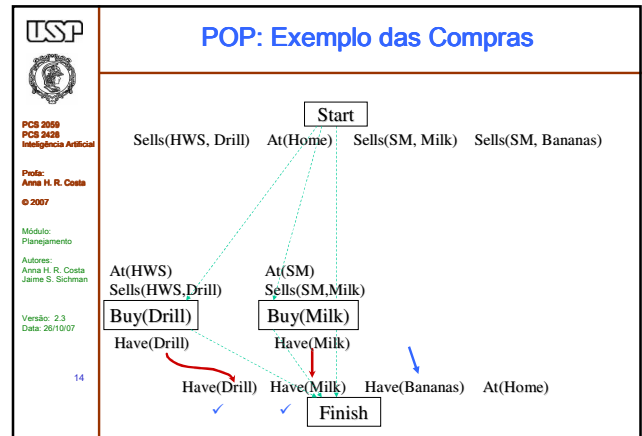 USP
POP: Exemplo das Compras
PCS 2059
PCS 2428
Inteligência Artificial
Profa:
Anna H. R. Costa
© 2007
Módulo:
Planejamento
Autores:
Anna H. R. Costa
Jaime S. Sichman
Versão: 2.3
Data: 26/10/07
14
Start
Sells(HWS, Drill) At(Home) Sells(SM, Milk) Sells(SM, Bananas)
At(HWS) At(SM)
Sells(HWS,Drill) Sells(SM,Milk)
Buy(Drill) Buy(Milk)
Have(Drill) Have(Milk)
Have(Drill) Have(Milk) Have(Bananas) At(Home)
✓ ✓
Finish